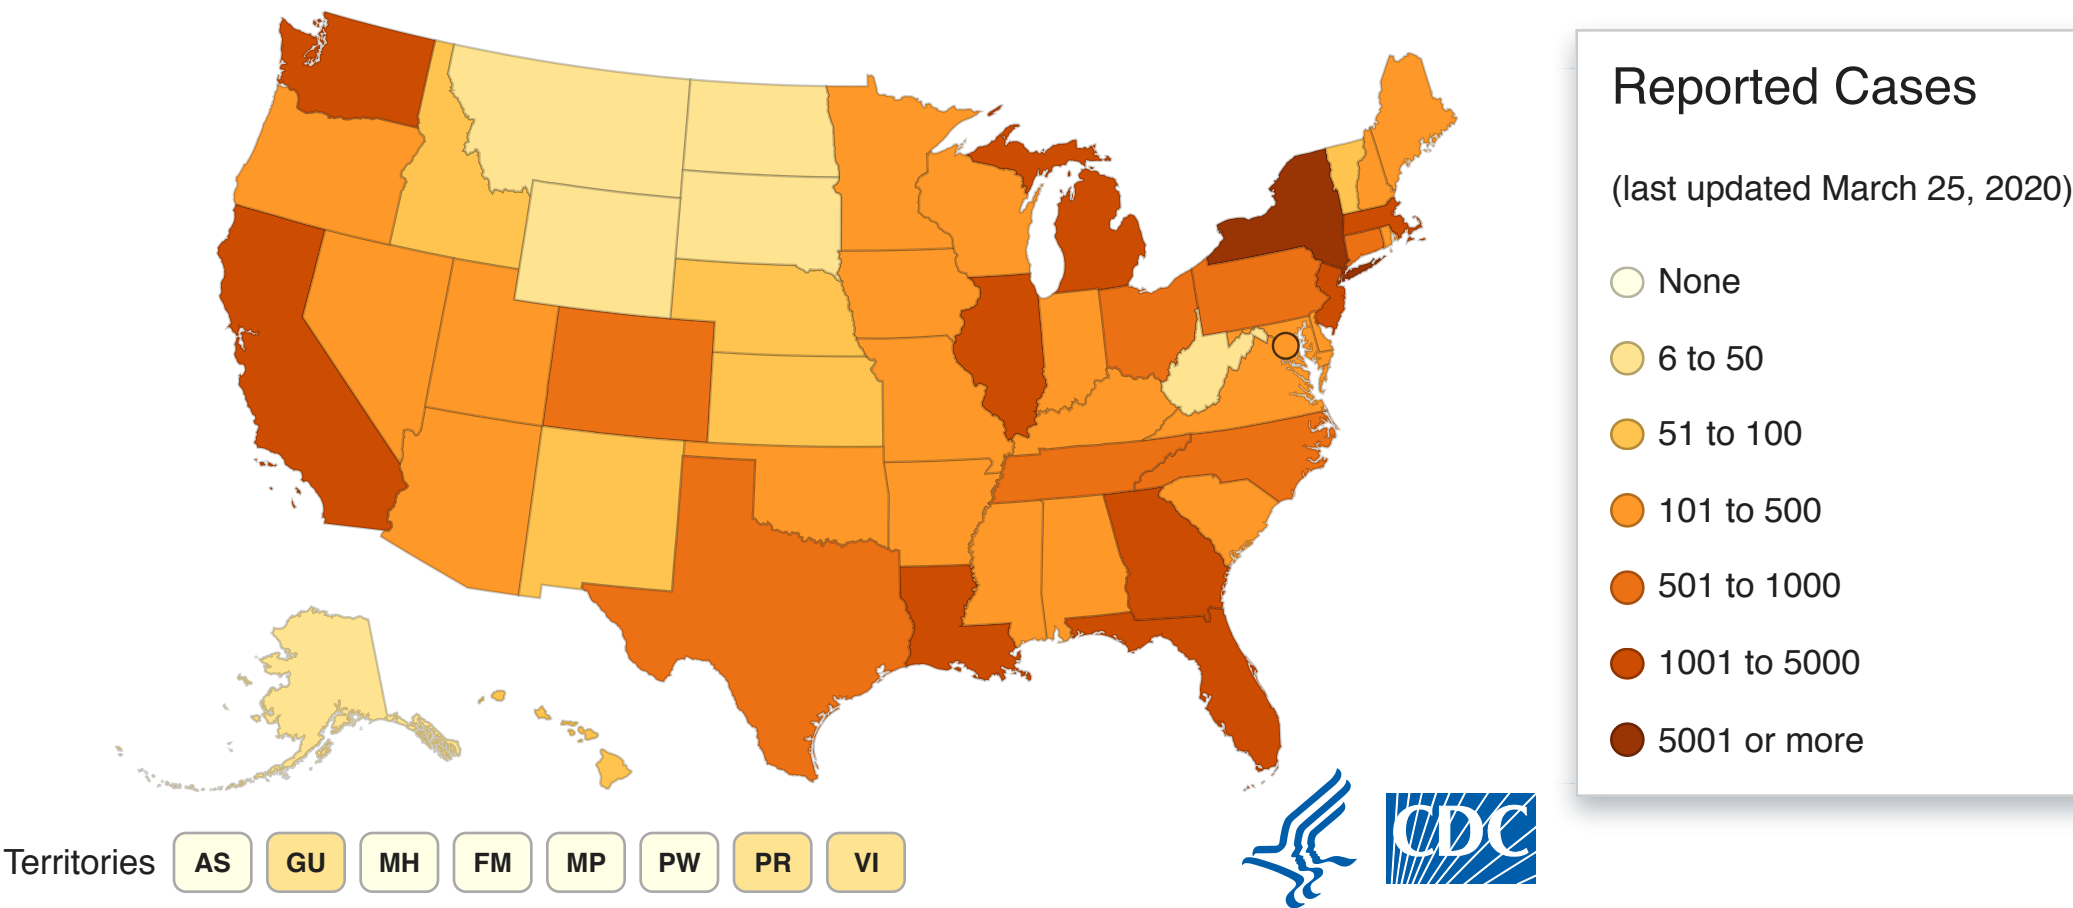 Reported Cases
(last updated March 25, 2020)
None
6 to 50
51 to 100
101 to 500
501 to 1000
1001 to 5000
5001 or more
Territories AS GU MH FM MP PW PR VI
CDC